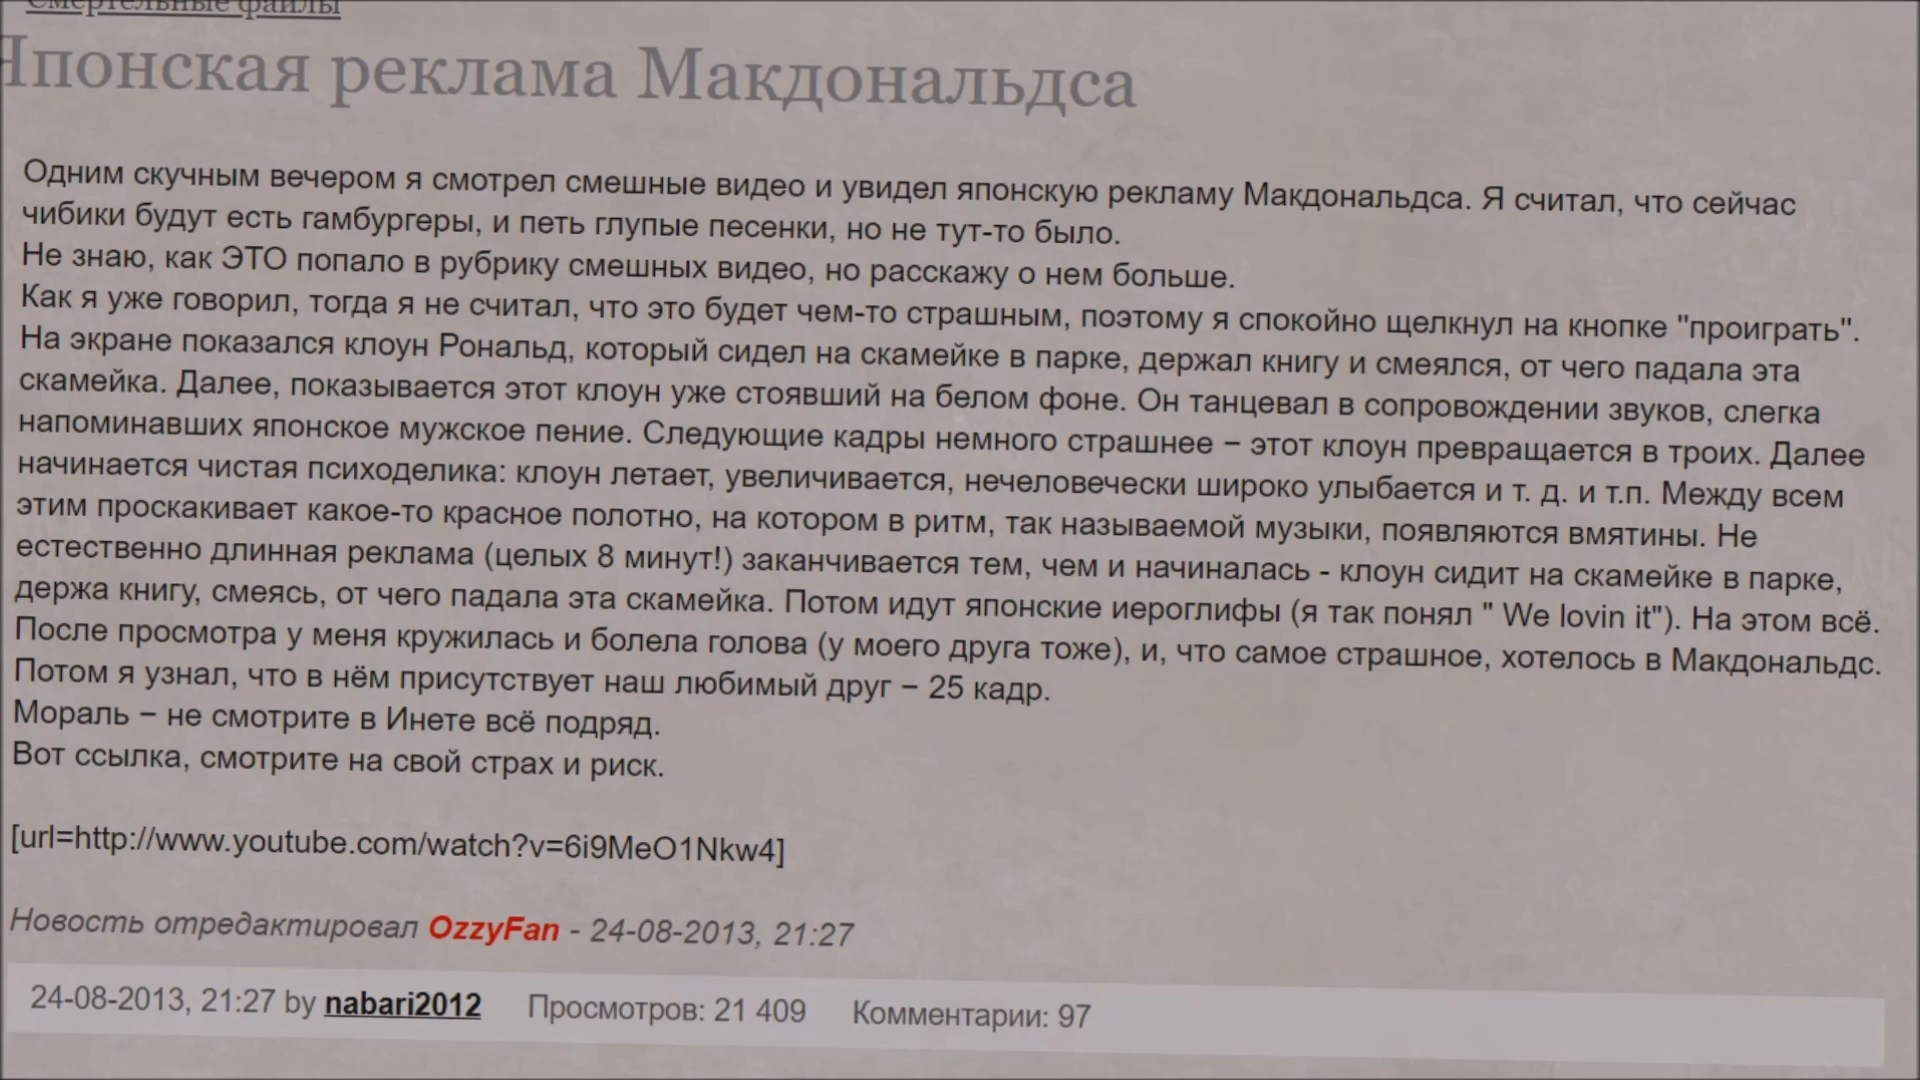 Смертельные файлы
Японская реклама Макдональдса
Одним скучным вечером я смотрел смешные видео и увидел японскую рекламу Макдональдса. Я считал, что сейчас
чибики будут есть гамбургеры, и петь глупые песенки, но не тут-то было.
Не знаю, как ЭТО попало в рубрику смешных видео, но расскажу о нем больше.
Как я уже говорил, тогда я не считал, что это будет чем-то страшным, поэтому я спокойно щелкнул на кнопке "проиграть".
На экране показался клоун Рональд, который сидел на скамейке в парке, держал книгу и смеялся, от чего падала эта
скамейка. Далее, показывается этот клоун уже стоявший на белом фоне. Он танцевал в сопровождении звуков, слегка
напоминавших японское мужское пение. Следующие кадры немного страшнее – этот клоун превращается в троих. Далее
начинается чистая психоделика: клоун летает, увеличивается, нечеловечески широко улыбается и т. д. и т.п. Между всем
этим проскакивает какое-то красное полотно, на котором в ритм, так называемой музыки, появляются вмятины. Не
естественно длинная реклама (целых 8 минут!) заканчивается тем, чем и начиналась - клоун сидит на скамейке в парке,
держа книгу, смеясь, от чего падала эта скамейка. Потом идут японские иероглифы (я так понял " We lovin it"). На этом всё.
После просмотра у меня кружилась и болела голова (у моего друга тоже), и, что самое страшное, хотелось в Макдональдс.
Потом я узнал, что в нём присутствует наш любимый друг – 25 кадр.
Мораль – не смотрите в Инете всё подряд.
Вот ссылка, смотрите на свой страх и риск.
[url=http://www.youtube.com/watch?v=6i9MeO1Nkw4]
Новость отредактировал OzzyFan - 24-08-2013, 21:27
24-08-2013, 21:27 by nabari2012 Просмотров: 21 409 Комментарии: 97